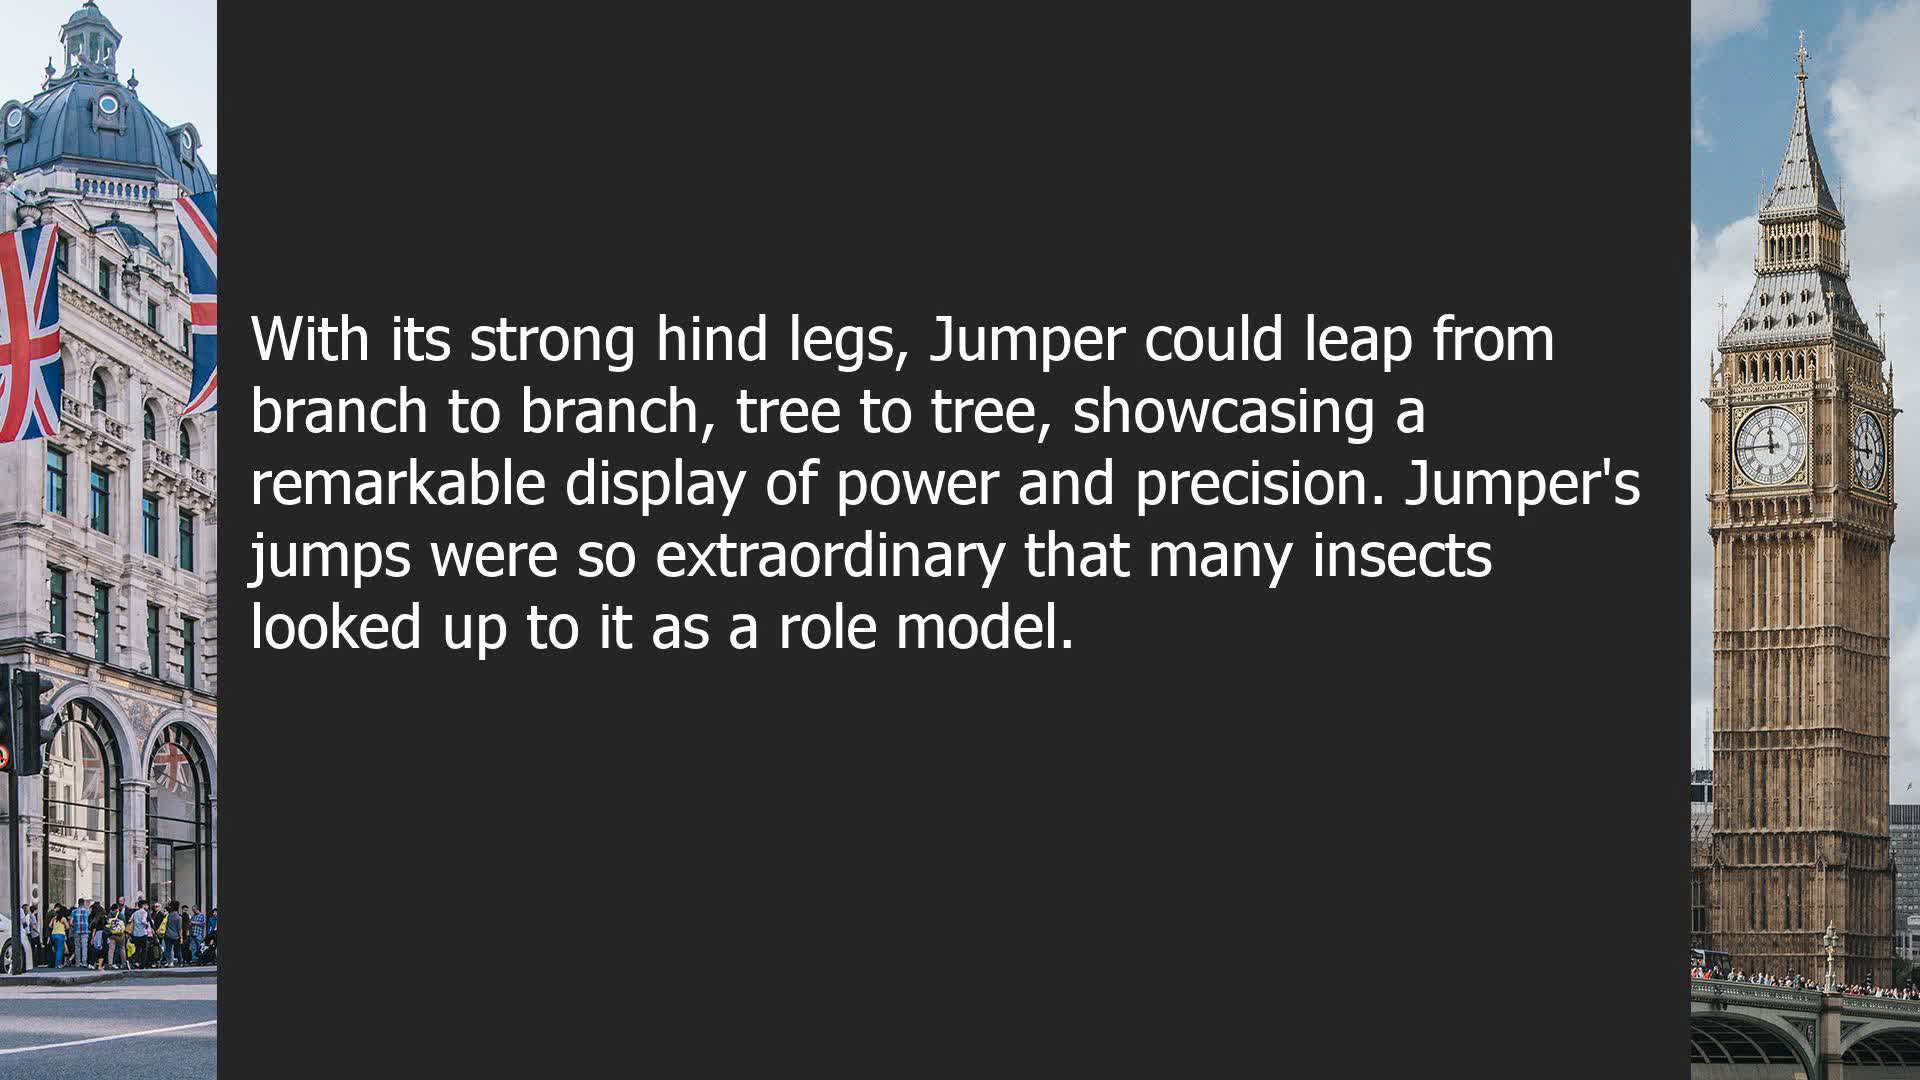 With its strong hind legs, Jumper could leap from
branch to branch, tree to tree, showcasing a
remarkable display of power and precision. Jumper's
jumps were so extraordinary that many insects
looked up to it as a role model.